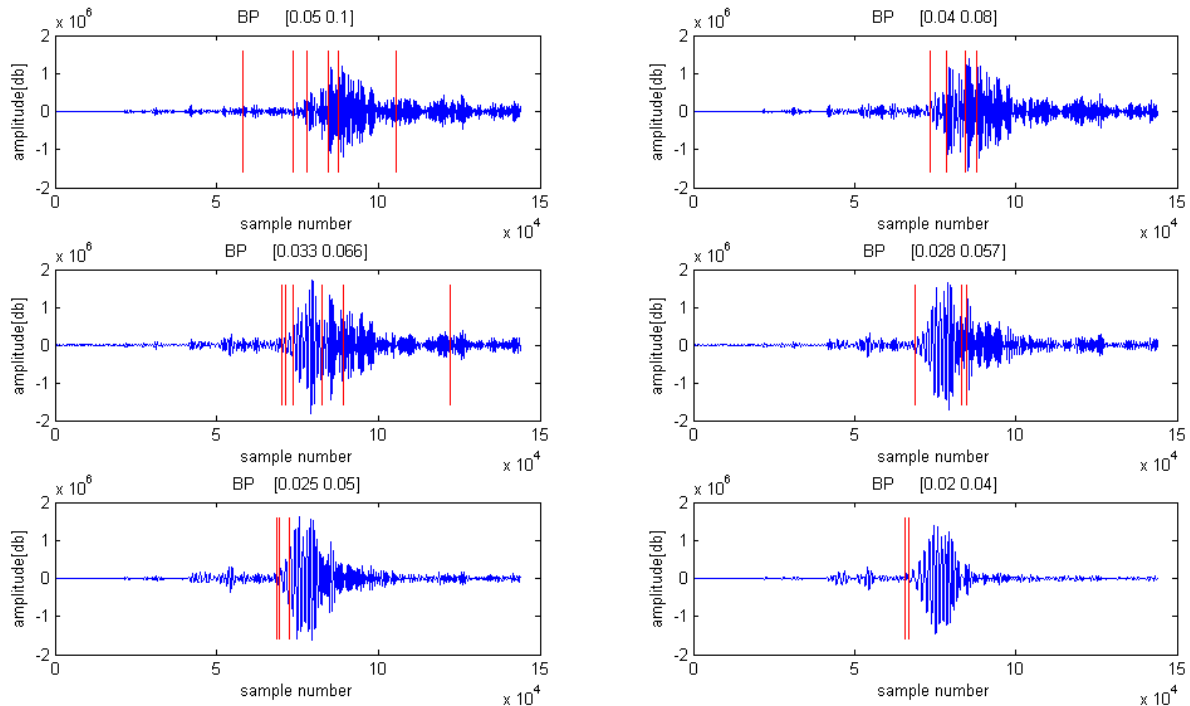 BP [0.05 0.1]
x 10^6
2
1
0
-1
-2
amplitude[db]
0 5 10 15
sample number
x 10^4
BP [0.04 0.08]
x 10^6
2
1
0
-1
-2
amplitude[db]
0 5 10 15
sample number
x 10^4
BP [0.033 0.066]
x 10^6
2
1
0
-1
-2
amplitude[db]
0 5 10 15
sample number
x 10^4
BP [0.028 0.057]
x 10^6
2
1
0
-1
-2
amplitude[db]
0 5 10 15
sample number
x 10^4
BP [0.025 0.05]
x 10^6
2
1
0
-1
-2
amplitude[db]
0 5 10 15
sample number
x 10^4
BP [0.02 0.04]
x 10^6
2
1
0
-1
-2
amplitude[db]
0 5 10 15
sample number
x 10^4